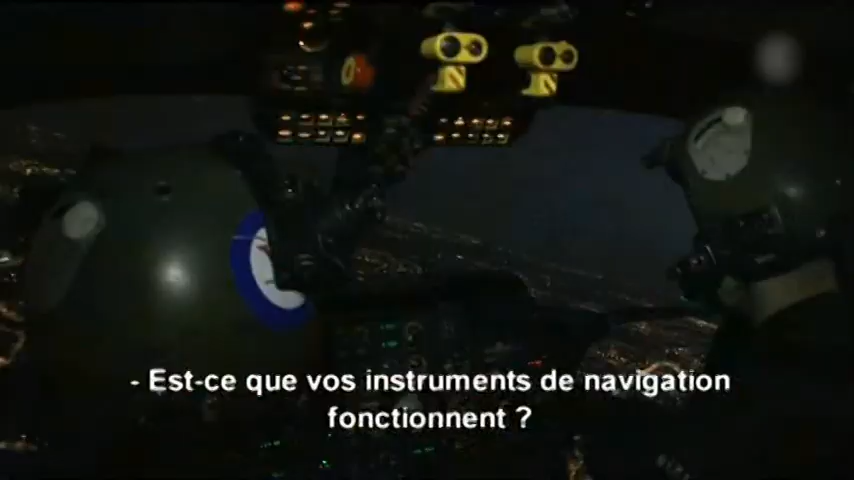 - Est-ce que vos instruments de navigation
fonctionnent ?